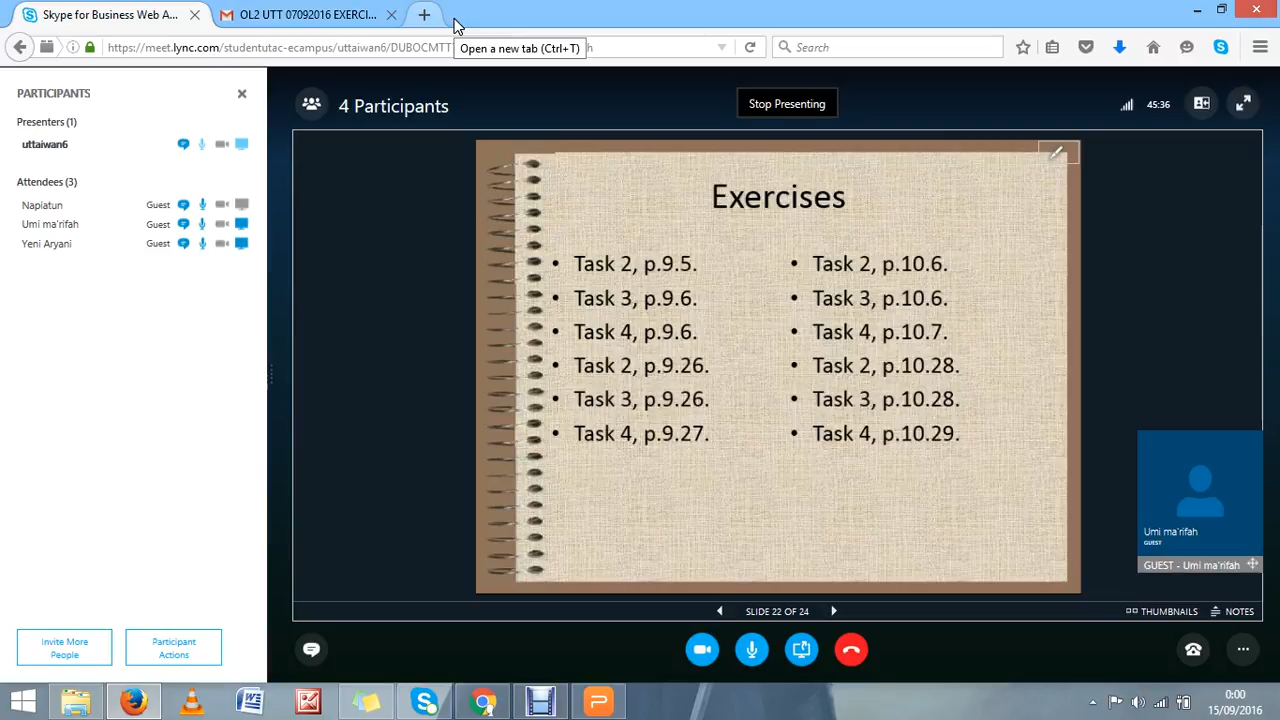 Skype for Business Web A...
OL2 UTT 07092016 EXERCI...
https://meet.lync.com/studentutac-ecampus/uttaiwan6/DUBOCMTT
h
Search
Open a new tab (Ctrl+T)
PARTICIPANTS
Presenters (1)
uttaiwan6
Attendees (3)
Napiatun Guest
Umi ma'rifah Guest
Yeni Aryani Guest
Invite More People
Participant Actions
4 Participants
Stop Presenting
45:36
Exercises
• Task 2, p.9.5.
• Task 3, p.9.6.
• Task 4, p.9.6.
• Task 2, p.9.26.
• Task 3, p.9.26.
• Task 4, p.9.27.
• Task 2, p.10.6.
• Task 3, p.10.6.
• Task 4, p.10.7.
• Task 2, p.10.28.
• Task 3, p.10.28.
• Task 4, p.10.29.
Umi ma'rifah
GUEST
GUEST - Umi ma'rifah
SLIDE 22 OF 24
THUMBNAILS
NOTES
0:00
15/09/2016